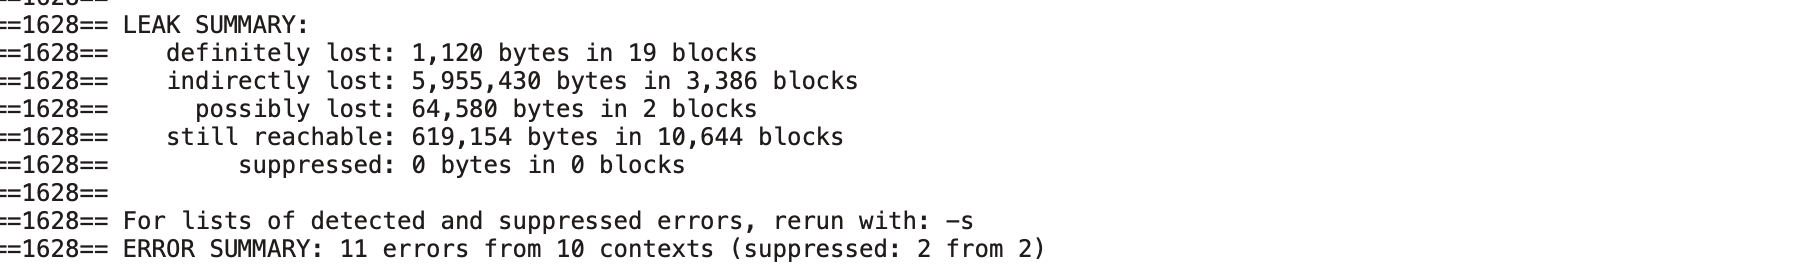 ==1628== LEAK SUMMARY:
==1628==    definitely lost: 1,120 bytes in 19 blocks
==1628==    indirectly lost: 5,955,430 bytes in 3,386 blocks
==1628==      possibly lost: 64,580 bytes in 2 blocks
==1628==    still reachable: 619,154 bytes in 10,644 blocks
==1628==         suppressed: 0 bytes in 0 blocks
==1628==
==1628== For lists of detected and suppressed errors, rerun with: -s
==1628== ERROR SUMMARY: 11 errors from 10 contexts (suppressed: 2 from 2)